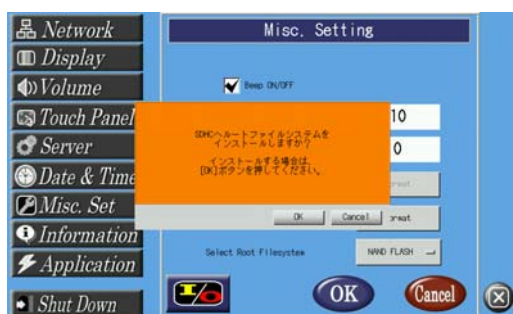 Network
Display
Volume
Touch Panel
Server
Date & Time
Misc. Set
Information
Application
Shut Down
Misc. Setting
Beep ON/OFF
10
0
SDHCへルートファイルシステムを
インストールしますか?
インストールする場合は、
[OK]ボタンを押してください。
OK
Cancel
Select Root Filesystem
NAND FLASH
I/O
OK
Cancel